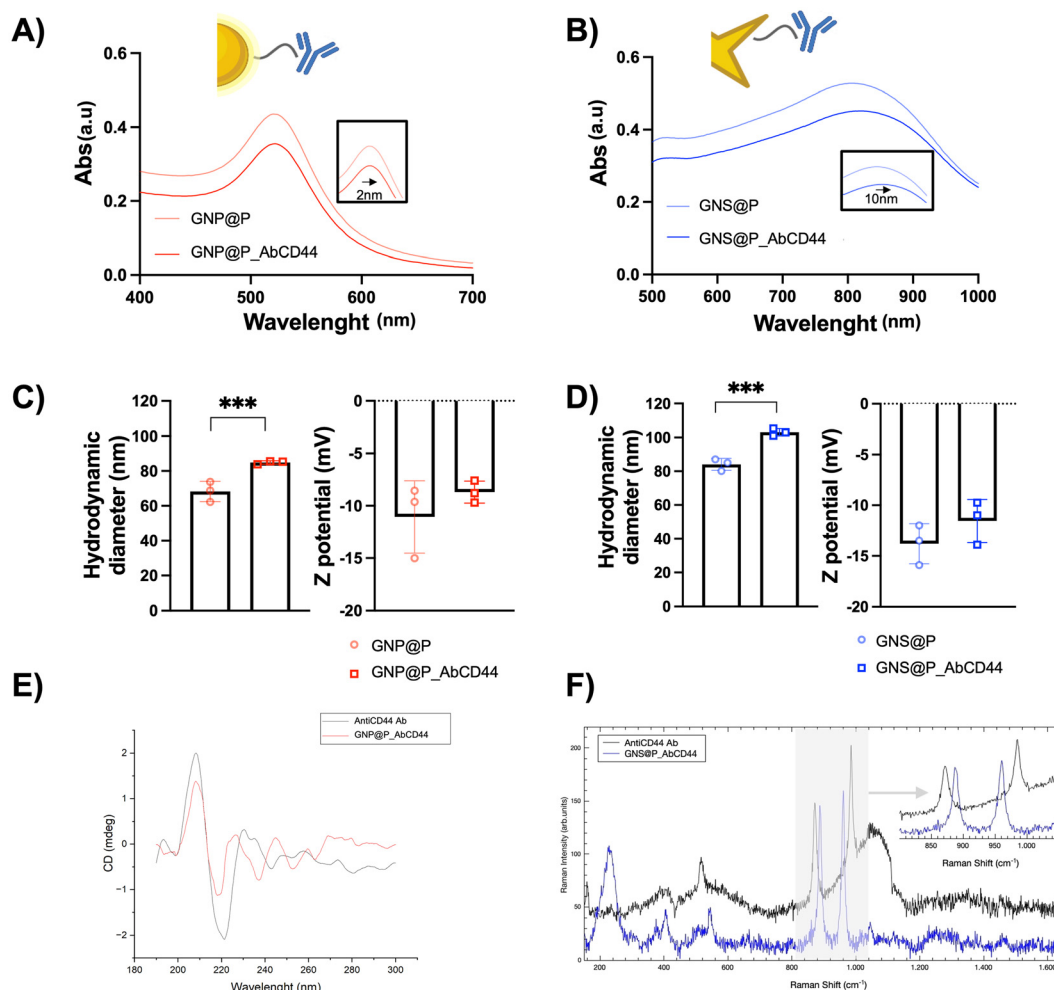 A)
Abs(a.u)
0.6
0.4
0.2
0.0
400
500
600
700
Wavelenght (nm)
2nm
GNP@P
GNP@P_AbCD44
B)
Abs (a.u)
0.6
0.4
0.2
0.0
500
600
700
800
900
1000
Wavelenght (nm)
10nm
GNS@P
GNS@P_AbCD44
C)
Hydrodynamic
diameter (nm)
120
100
80
60
40
20
0
***
Z potential (mV)
0
-5
-10
-15
-20
GNP@P
GNP@P_AbCD44
D)
Hydrodynamic
diameter (nm)
120
100
80
60
40
20
0
***
Z potential (mV)
0
-5
-10
-15
-20
GNS@P
GNS@P_AbCD44
E)
AntiCD44 Ab
GNP@P_AbCD44
CD (mdeg)
2
1
0
-1
-2
180
200
220
240
260
280
300
Wavelenght (nm)
F)
AntiCD44 Ab
GNS@P_AbCD44
Raman Intensity (arb.units)
200
150
100
50
0
200
400
600
800
1.000
1.200
1.400
1.600
Raman Shift (cm⁻¹)
850
900
950
1.000
Raman Shift (cm⁻¹)